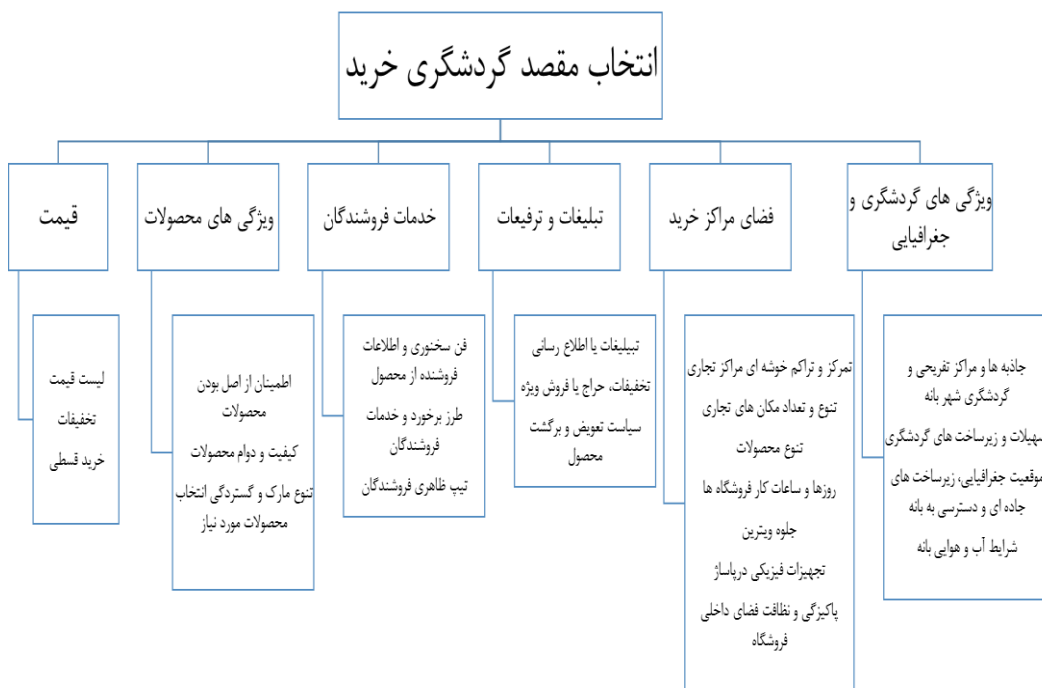 انتخاب مقصد گردشگری خرید
ویژگی های گردشگری و
جغرافیایی
فضای مراکز خرید
تبلیغات و ترفیعات
خدمات فروشندگان
ویژگی های محصولات
قیمت
جاذبه ها و مراکز تفریحی و
گردشگری شهر بانه
سهیلات و زیرساخت های گردشگری
موقعیت جغرافیایی، زیرساخت های
جاده ای و دسترسی به بانه
شرایط آب و هوایی بانه
تمرکز و تراکم خوشه ای مراکز تجاری
تنوع و تعداد مکان های تجاری
تنوع محصولات
روزها و ساعات کار فروشگاه ها
جلوه ویترین
تجهیزات فیزیکی درپاساژ
پاکیزگی و نظافت فضای داخلی
فروشگاه
تبیلیغات یا اطلاع رسانی
تخفیفات، حراج یا فروش ویژه
سیاست تعویض و برگشت
محصول
فن سخنوری و اطلاعات
فروشنده از محصول
طرز برخورد و خدمات
فروشندگان
تیپ ظاهری فروشندگان
اطمینان از اصل بودن
محصولات
کیفیت و دوام محصولات
تنوع مارک و گستردگی انتخاب
محصولات مورد نیاز
لیست قیمت
تخفیفات
خرید قسطی